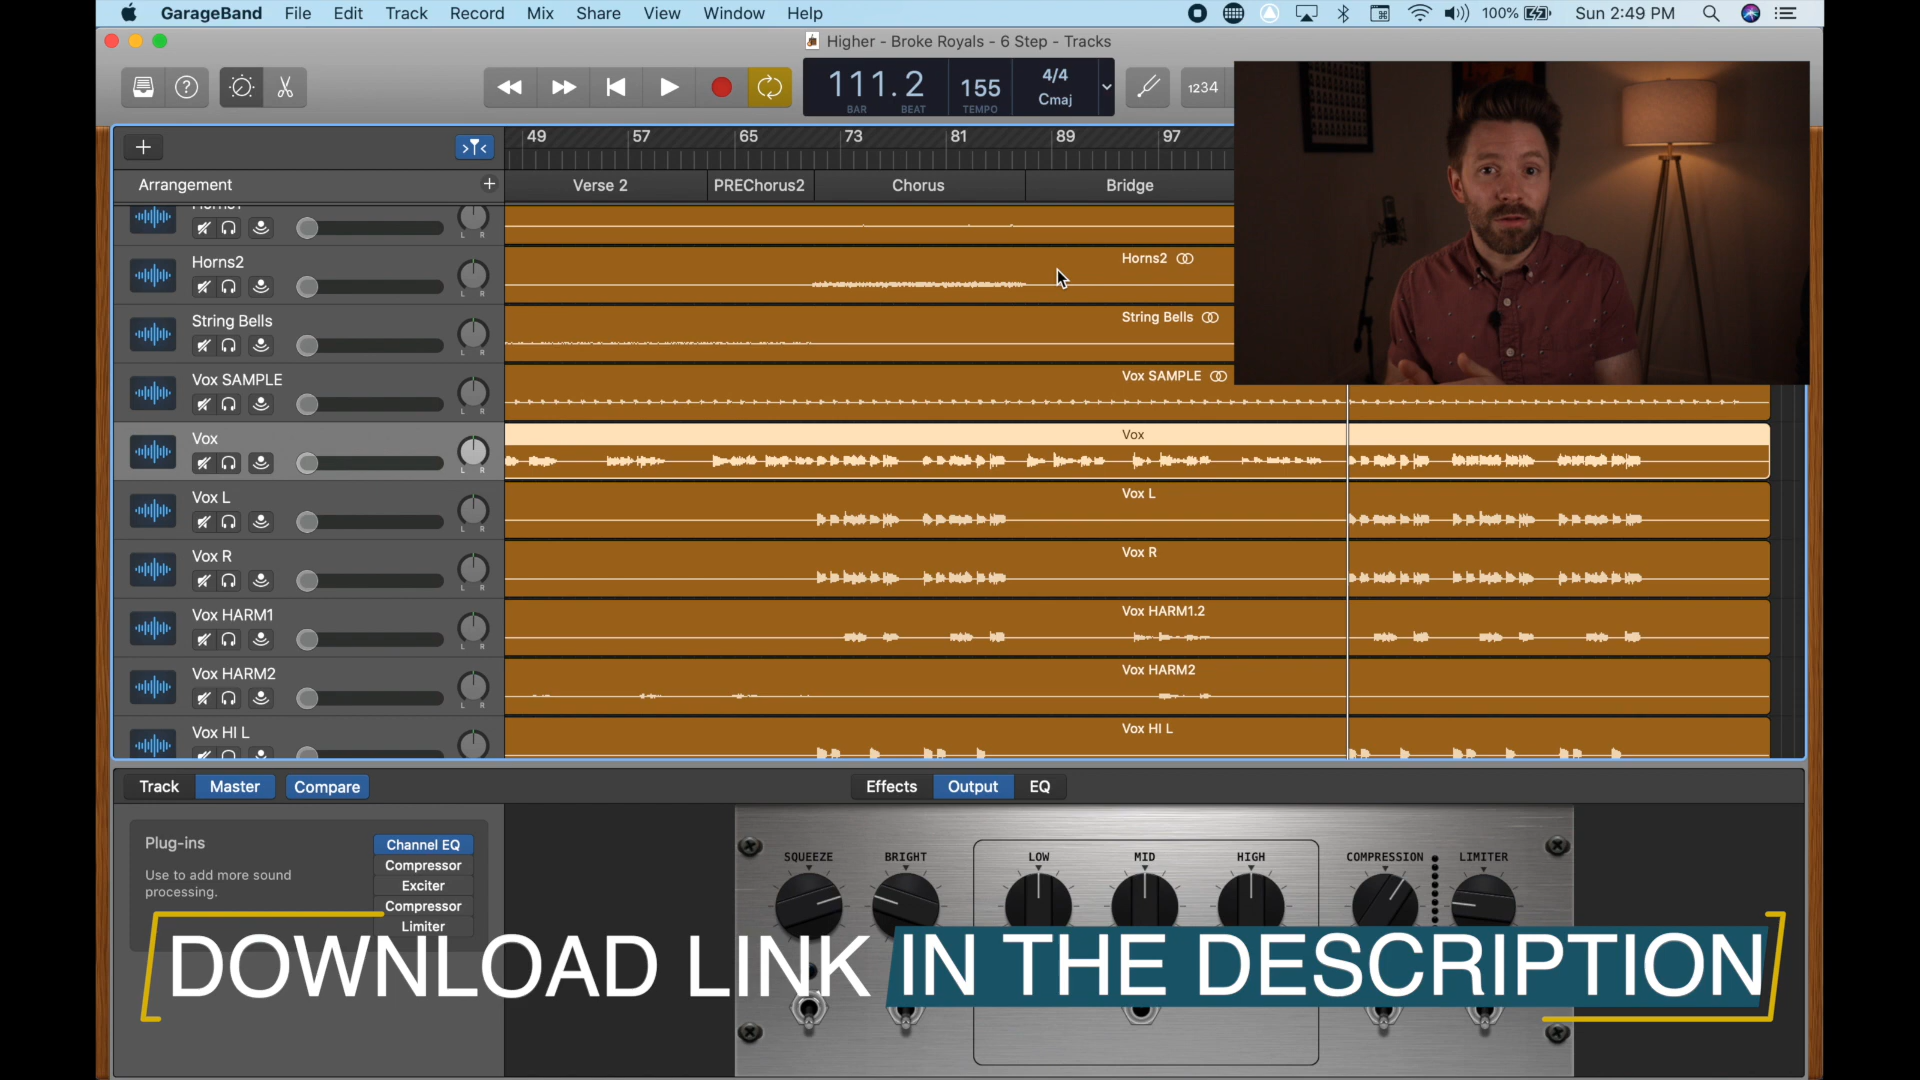 GarageBand File Edit Track Record Mix Share View Window Help 100% Sun 2:49 PM
Higher - Broke Royals - 6 Step - Tracks
111.2 155 4/4 Cmaj 1234
BAR BEAT TEMPO
49 57 65 73 81 89 97
Arrangement Verse 2 PREChorus2 Chorus Bridge
Horns1
L R
Horns2 Horns2
L R
String Bells String Bells
L R
Vox SAMPLE Vox SAMPLE
L R
Vox Vox
L R
Vox L Vox L
L R
Vox R Vox R
L R
Vox HARM1 Vox HARM1.2
L R
Vox HARM2 Vox HARM2
L R
Vox HI L Vox HI L
Track Master Compare Effects Output EQ
Plug-ins
Use to add more sound
processing.
Channel EQ
Compressor
Exciter
Compressor
Limiter
SQUEEZE BRIGHT LOW MID HIGH COMPRESSION LIMITER
DOWNLOAD LINK IN THE DESCRIPTION